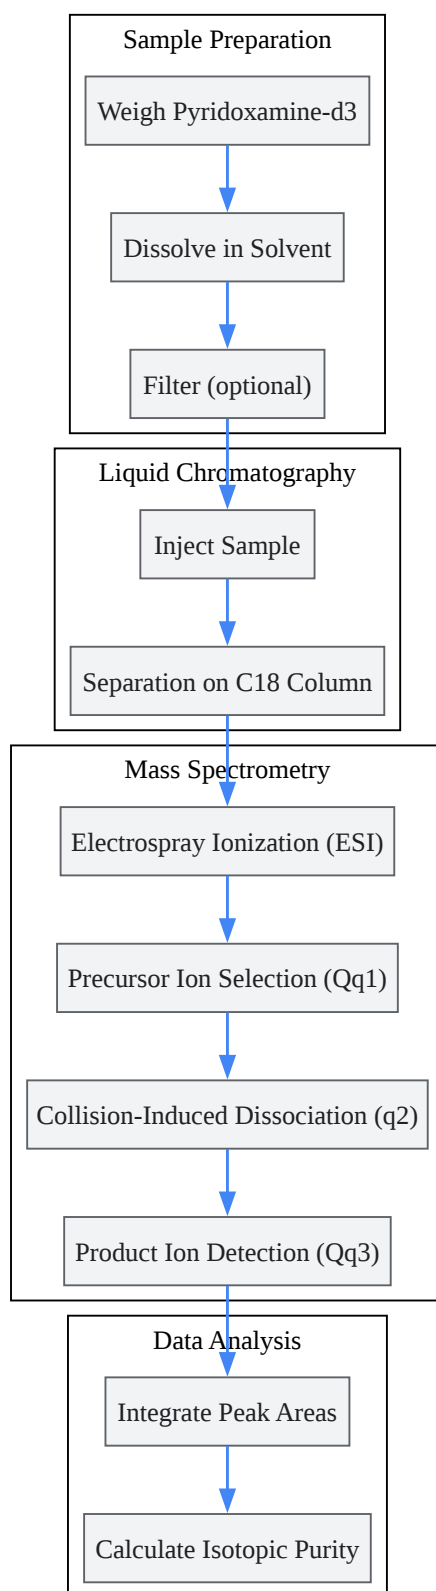 Sample Preparation
Weigh Pyridoxamine-d3
Dissolve in Solvent
Filter (optional)
Liquid Chromatography
Inject Sample
Separation on C18 Column
Mass Spectrometry
Electrospray Ionization (ESI)
Precursor Ion Selection (Qq1)
Collision-Induced Dissociation (q2)
Product Ion Detection (Qq3)
Data Analysis
Integrate Peak Areas
Calculate Isotopic Purity